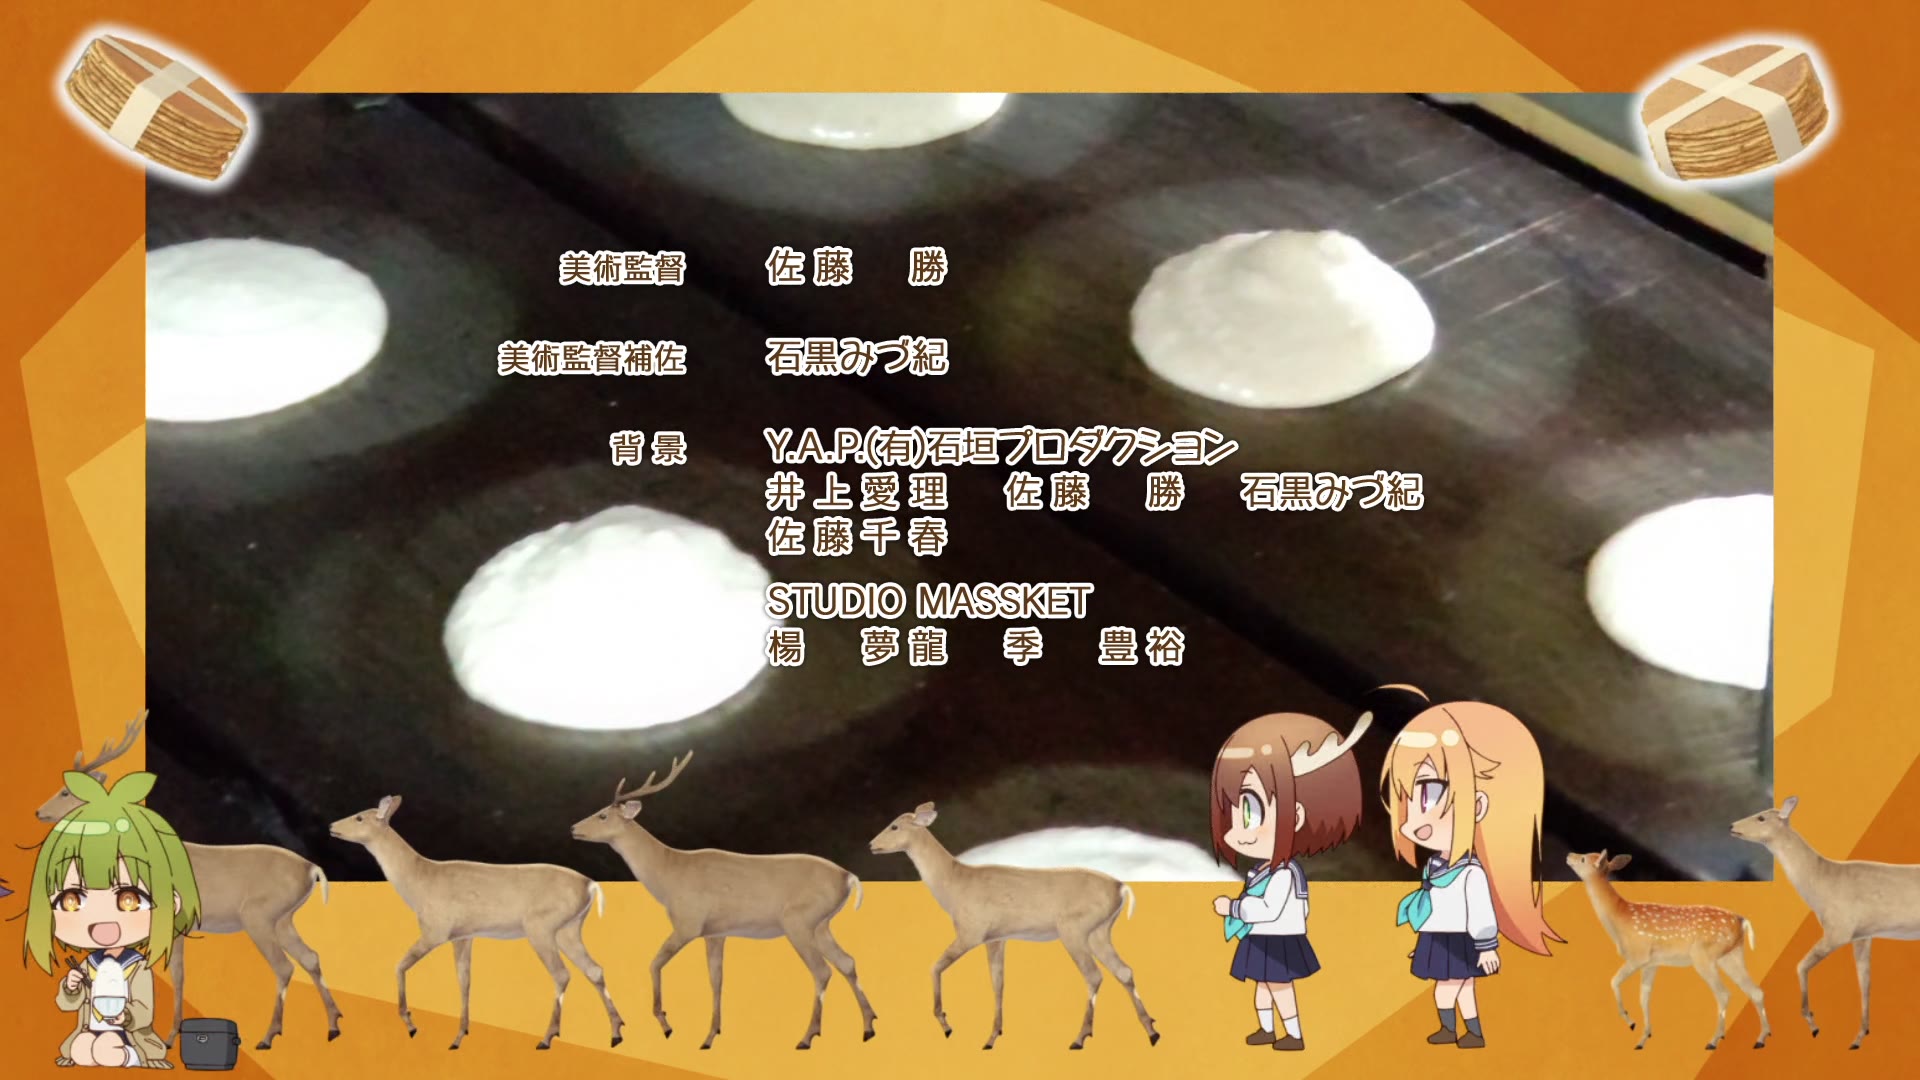 美術監督 佐藤 勝
美術監督補佐 石黒みづ紀
背景 Y.A.P.(有)石垣プロダクション
井上愛理 佐藤 勝 石黒みづ紀
佐藤千春
STUDIO MASSKET
楊 夢龍 季 豊裕